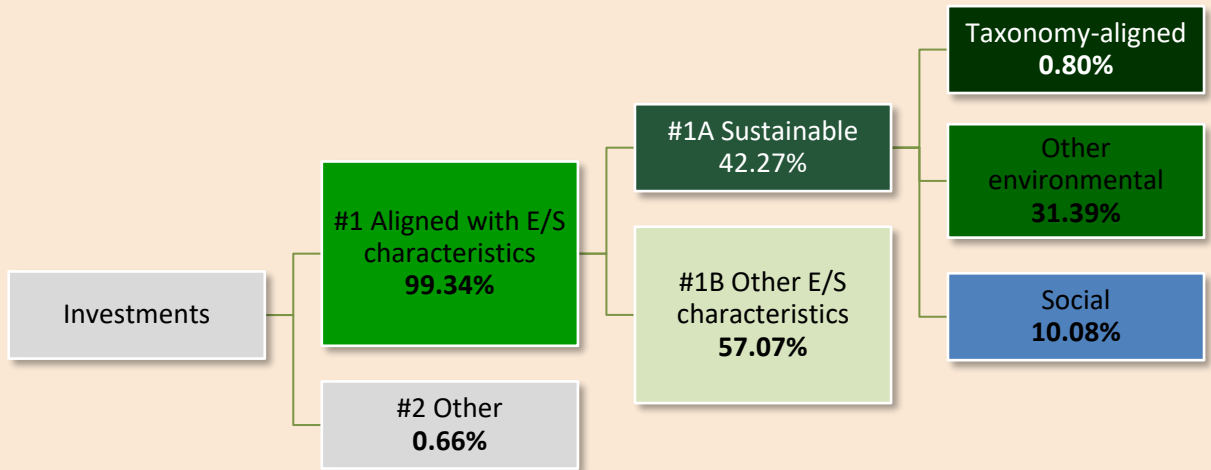 Investments
#1 Aligned with E/S
characteristics
99.34%
#2 Other
0.66%
#1A Sustainable
42.27%
#1B Other E/S
characteristics
57.07%
Taxonomy-aligned
0.80%
Other
environmental
31.39%
Social
10.08%